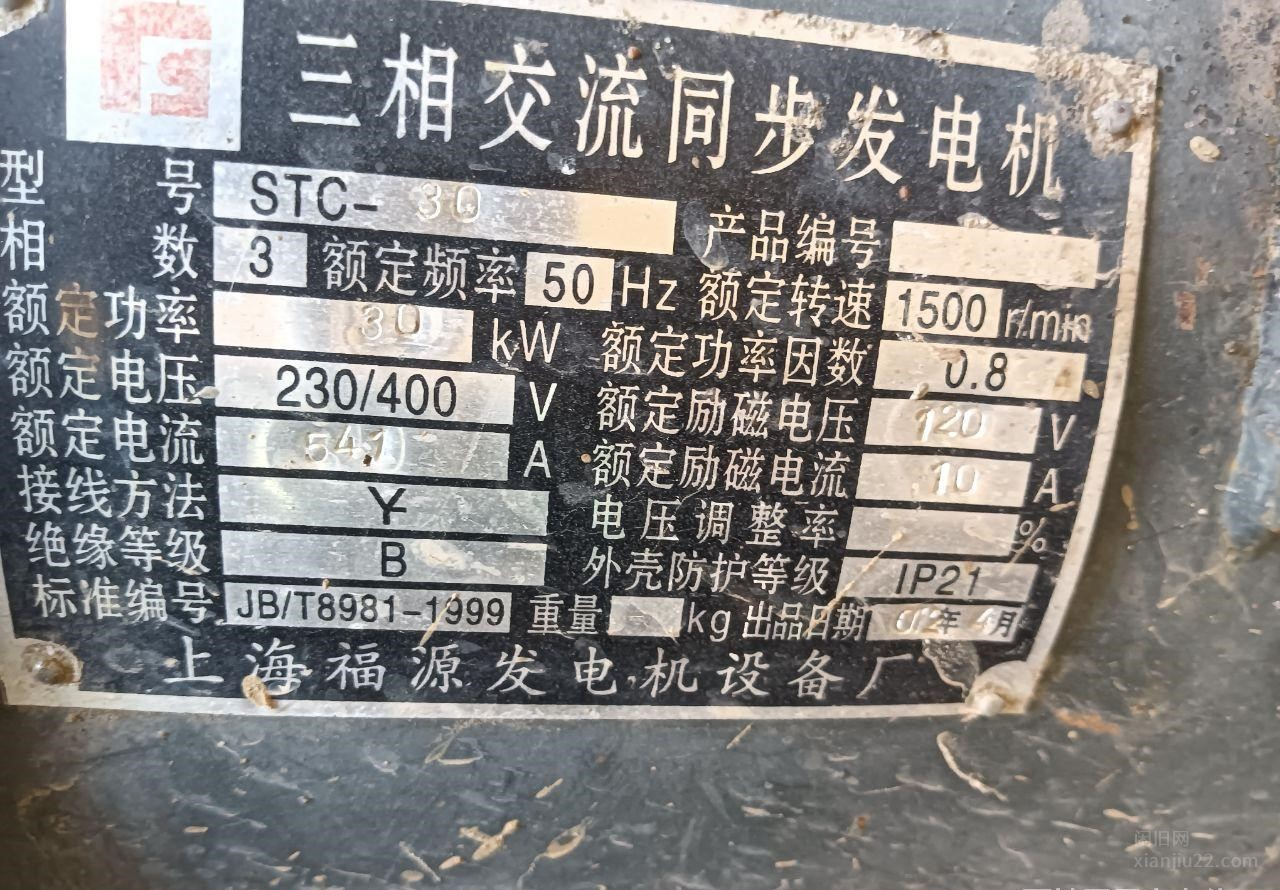 三相交流同步发电机
型号 STC-30 产品编号
相数 3 额定频率 50 Hz 额定转速 1500 r/min
额定功率 30 kW 额定功率因数 0.8
额定电压 230/400 V 额定励磁电压 120 V
额定电流 541 A 额定励磁电流 10 A
接线方法 Y 电压调整率 %
绝缘等级 B 外壳防护等级 IP21
标准编号 JB/T8981-1999 重量 kg 出品日期 年 4月
上海福源发电机设备厂
闲旧网
xianjiu22.com